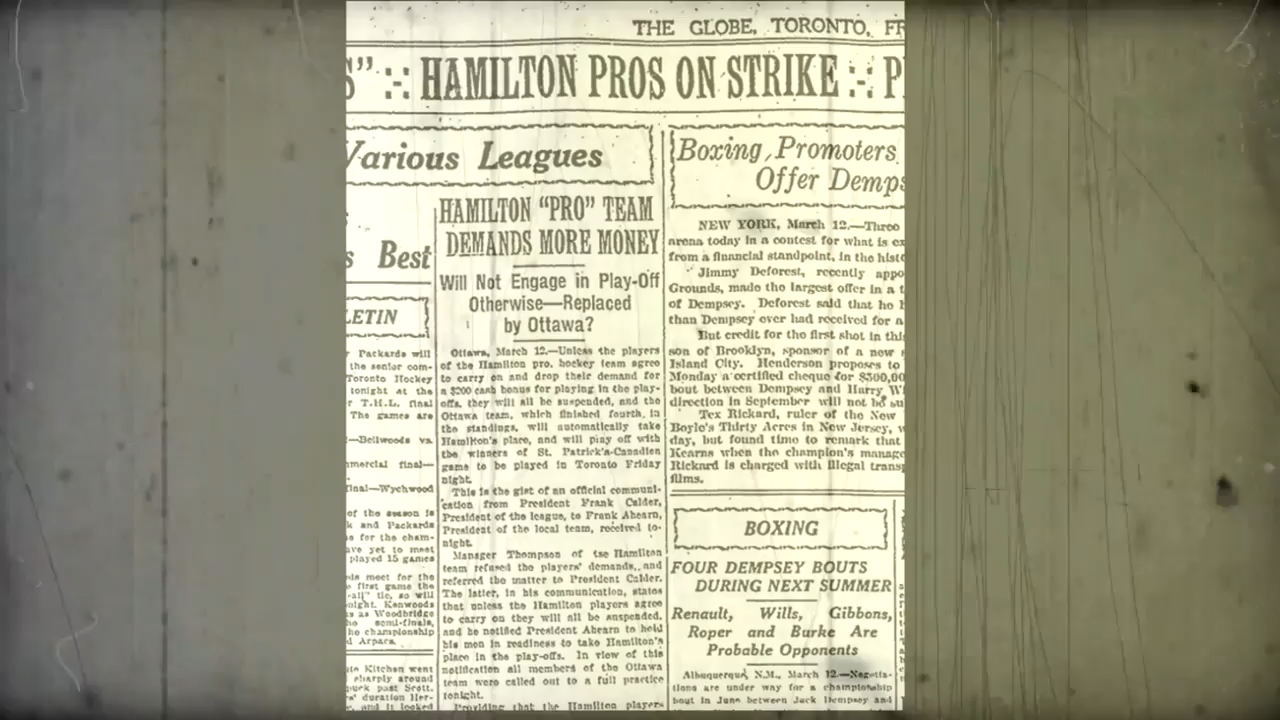 THE GLOBE, TORONTO, FR
S" HAMILTON PROS ON STRIKE P
Various Leagues
s Best
LETIN
r Packards will
the senior com-
Toronto Hockey
tonight at the
r T.H.L. final
The games are
—Bellwoods vs.
mmercial final—
final—Wychwood
of the season is
k and Packards
s for the cham-
ave yet to meet
played 15 games
ds meet for the
first game the
-all" tie, so will
night. Kenwoods
s as Woodbridge
he semi-finals,
he championship
d Arpacs.
to Kitchen went
sharply around
puck past Scott.
s' duration Her-
e, and it looked
HAMILTON "PRO" TEAM
DEMANDS MORE MONEY
Will Not Engage in Play-Off
Otherwise—Replaced
by Ottawa?
Ottawa, March 12.—Unless the players
of the Hamilton pro. hockey team agree
to carry on and drop their demand for
a $200 cash bonus for playing in the play-
offs, they will all be suspended, and the
Ottawa team, which finished fourth, in
the standings, will automatically take
Hamilton's place, and will play off with
the winners of St. Patrick's-Canadien
game to be played in Toronto Friday
night.
This is the gist of an official communi-
cation from President Frank Calder,
President of the league, to Frank Ahearn,
President of the local team, received to-
night.
Manager Thompson of tse Hamilton
team refused the players' demands, and
referred the matter to President Calder.
The latter, in his communication, states
that unless the Hamilton players agree
to carry on they will all be suspended,
and he notified President Ahearn to hold
his men in readiness to take Hamilton's
place in the play-offs. In view of this
notification all members of the Ottawa
team were called out to a full practice
tonight.
Providing that the Hamilton players
Boxing Promoters
Offer Demps
NEW YORK, March 12.—Three
arena today in a contest for what is ex
from a financial standpoint, in the histo
Jimmy Deforest, recently appo
Grounds, made the largest offer in a t
of Dempsey. Deforest said that he h
than Dempsey ever had received for a
But credit for the first shot in this
son of Brooklyn, sponsor of a new s
Island City. Henderson proposes to
Monday a certified cheque for $300,00
bout between Dempsey and Harry Wi
direction in September will not be su
Tex Rickard, ruler of the New
Boyle's Thirty Acres in New Jersey, w
day, but found time to remark that
Kearns when the champion's manage
Rickard is charged with illegal transp
films.
BOXING
FOUR DEMPSEY BOUTS
DURING NEXT SUMMER
Renault, Wills, Gibbons,
Roper and Burke Are
Probable Opponents
Albuquerque, N.M., March 12.—Negotia-
tions are under way for a championship
bout in June between Jack Dempsey and